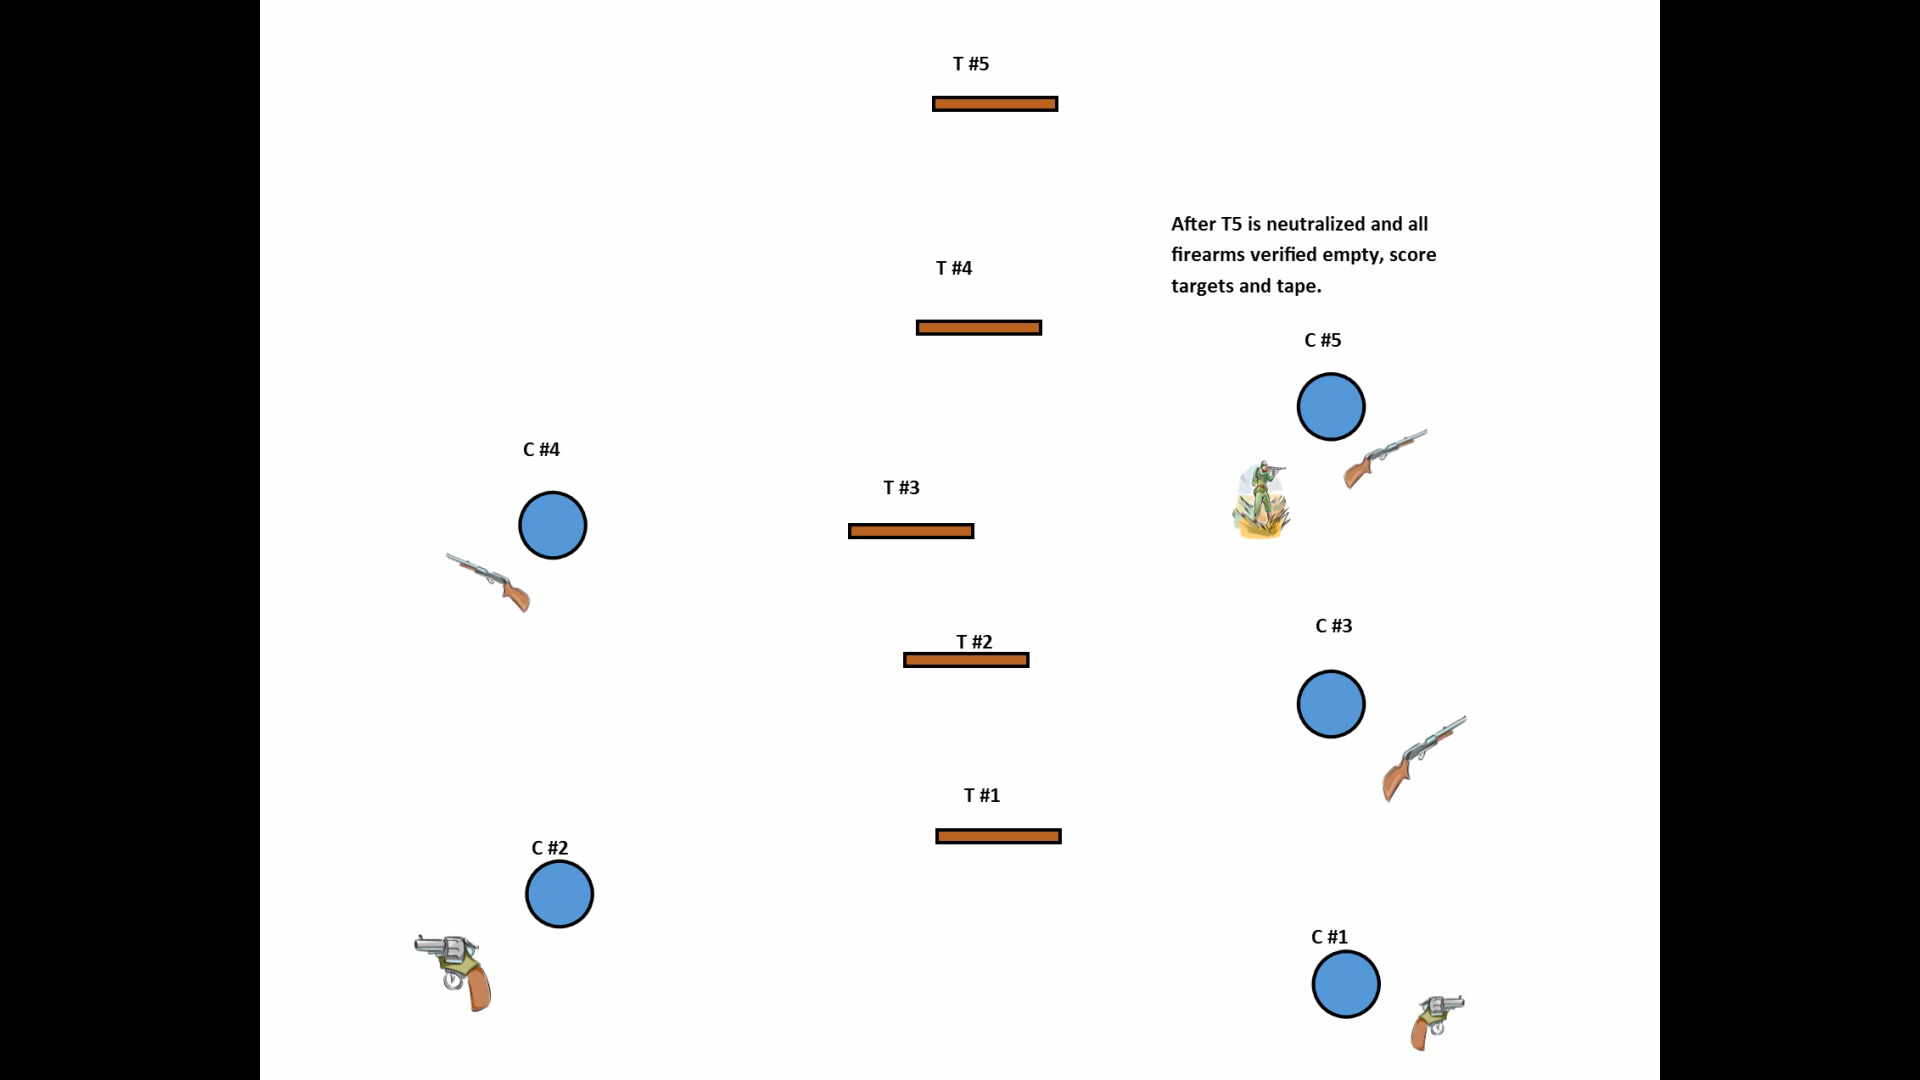 T #5
After T5 is neutralized and all
firearms verified empty, score
targets and tape.
T #4
C #5
C #4
T #3
C #3
T #2
T #1
C #2
C #1